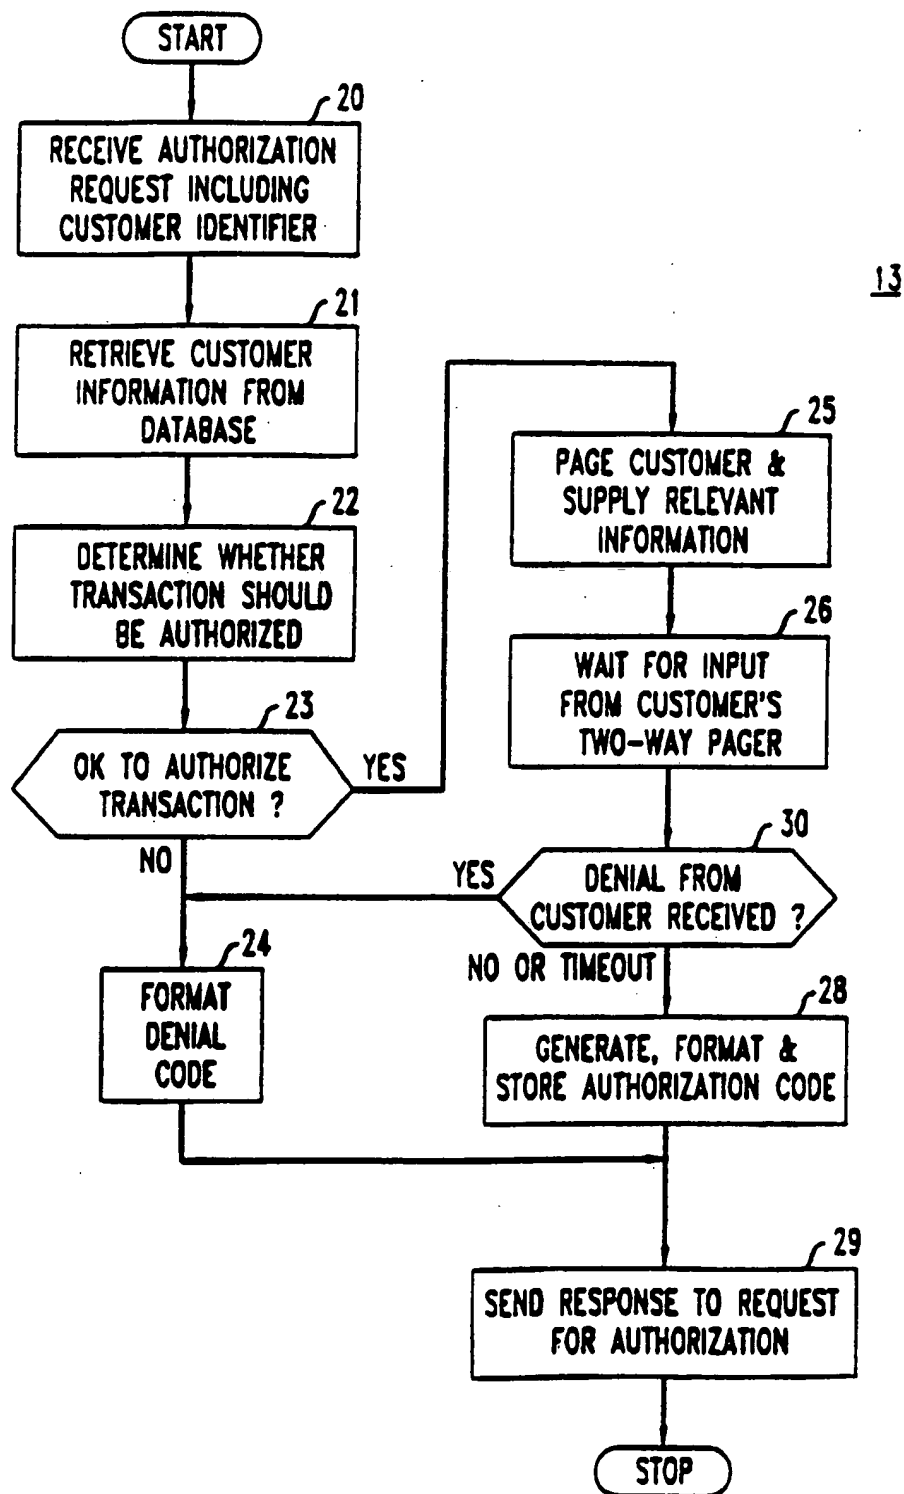 START
20
RECEIVE AUTHORIZATION
REQUEST INCLUDING
CUSTOMER IDENTIFIER
13
21
RETRIEVE CUSTOMER
INFORMATION FROM
DATABASE
22
DETERMINE WHETHER
TRANSACTION SHOULD
BE AUTHORIZED
23
OK TO AUTHORIZE
TRANSACTION ?
YES
NO
25
PAGE CUSTOMER &
SUPPLY RELEVANT
INFORMATION
26
WAIT FOR INPUT
FROM CUSTOMER'S
TWO-WAY PAGER
30
DENIAL FROM
CUSTOMER RECEIVED ?
YES
NO OR TIMEOUT
24
FORMAT
DENIAL
CODE
28
GENERATE, FORMAT &
STORE AUTHORIZATION CODE
29
SEND RESPONSE TO REQUEST
FOR AUTHORIZATION
STOP